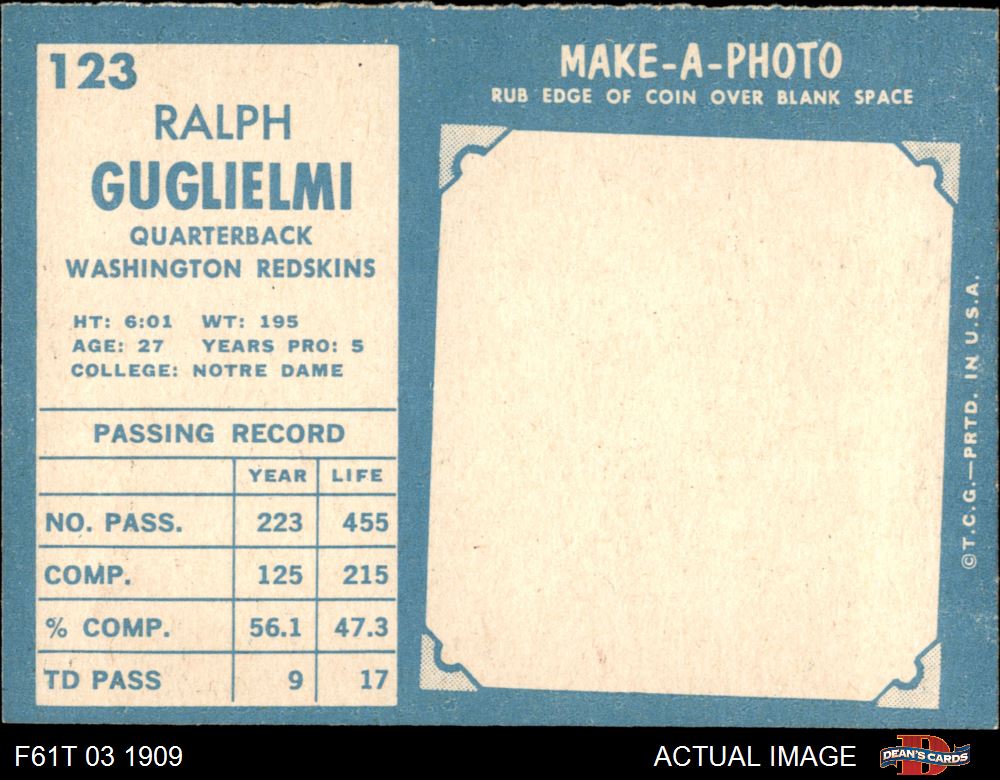 123
RALPH
GUGLIELMI
QUARTERBACK
WASHINGTON REDSKINS
HT: 6:01 WT: 195
AGE: 27 YEARS PRO: 5
COLLEGE: NOTRE DAME
PASSING RECORD
YEAR LIFE
NO. PASS. 223 455
COMP. 125 215
% COMP. 56.1 47.3
TD PASS 9 17
MAKE-A-PHOTO
RUB EDGE OF COIN OVER BLANK SPACE
©T.C.G.—PRTD. IN U.S.A.
F61T 03 1909
ACTUAL IMAGE
DEAN'S CARDS